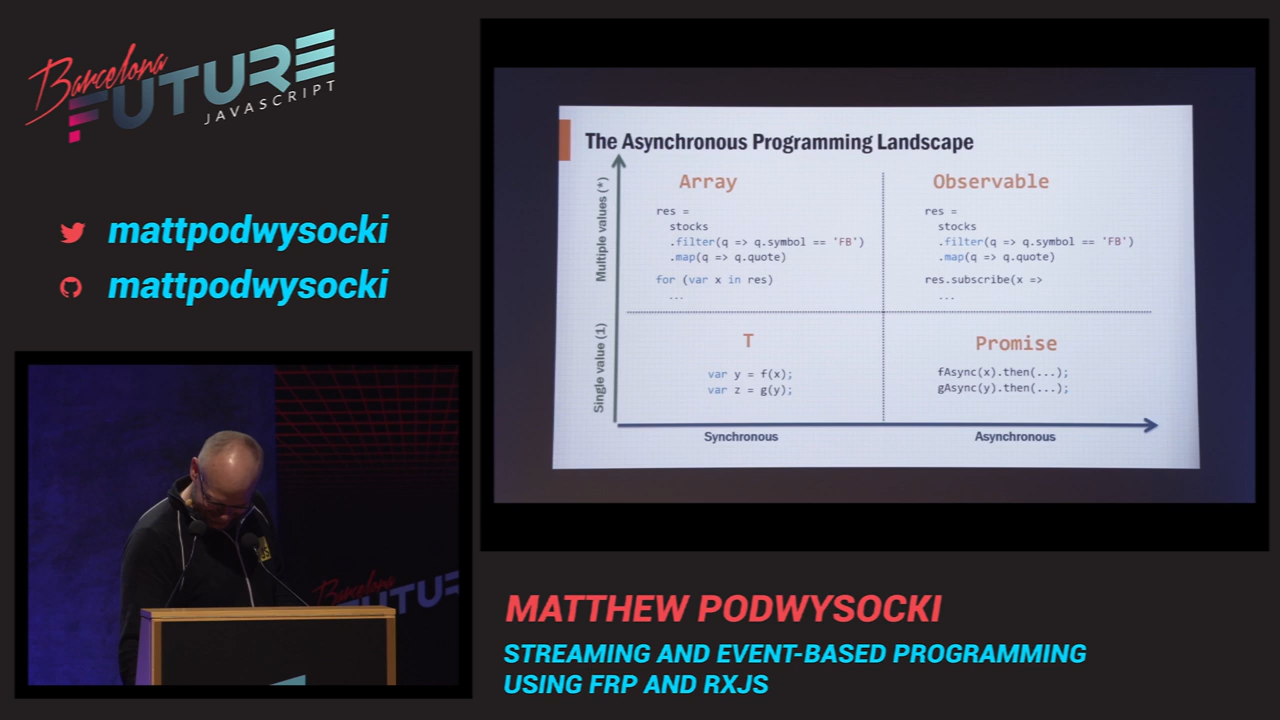 Barcelona
FUTURE
JAVASCRIPT
mattpodwysocki
mattpodwysocki
The Asynchronous Programming Landscape
Multiple values (*)
Array
res =
stocks
.filter(q => q.symbol == 'FB')
.map(q => q.quote)
for (var x in res)
...
Observable
res =
stocks
.filter(q => q.symbol == 'FB')
.map(q => q.quote)
res.subscribe(x =>
...
Single value (1)
T
var y = f(x);
var z = g(y);
Promise
fAsync(x).then(...);
gAsync(y).then(...);
Synchronous
Asynchronous
Barcelona
FUTU
MATTHEW PODWYSOCKI
STREAMING AND EVENT-BASED PROGRAMMING
USING FRP AND RXJS